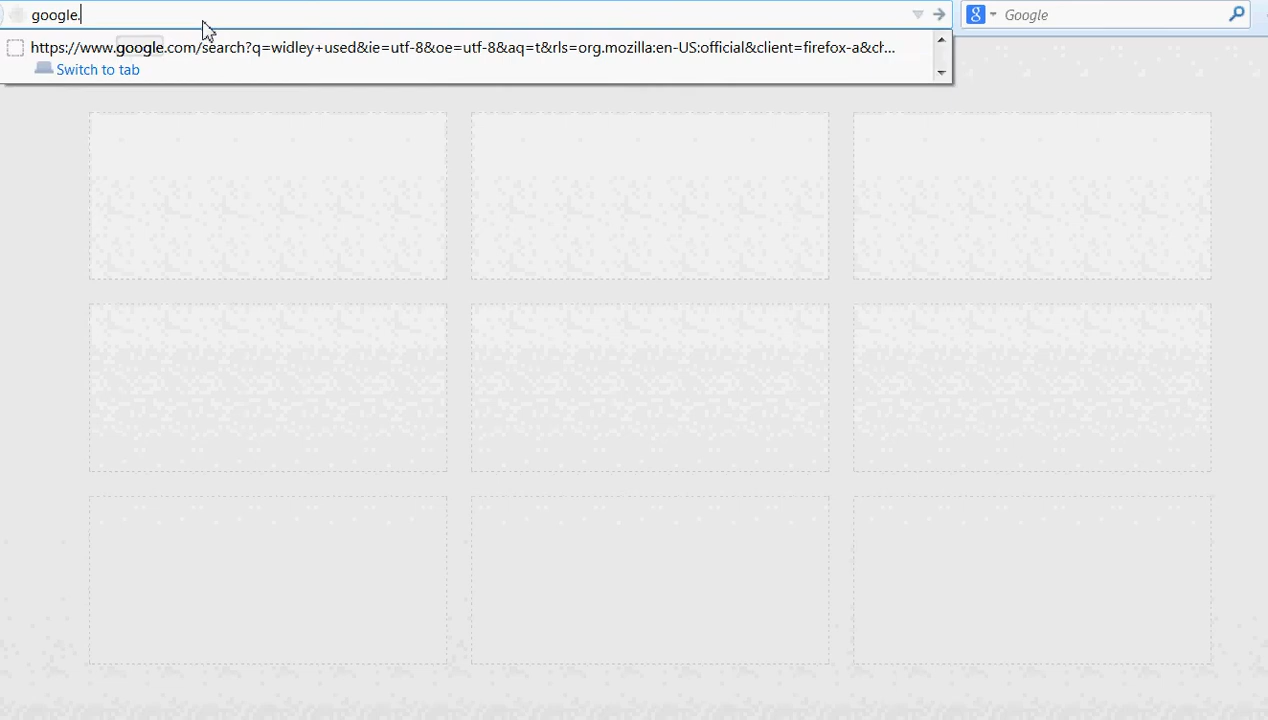 google.
Google
https://www.google.com/search?q=widley+used&ie=utf-8&oe=utf-8&aq=t&rls=org.mozilla:en-US:official&client=firefox-a&ch...
Switch to tab